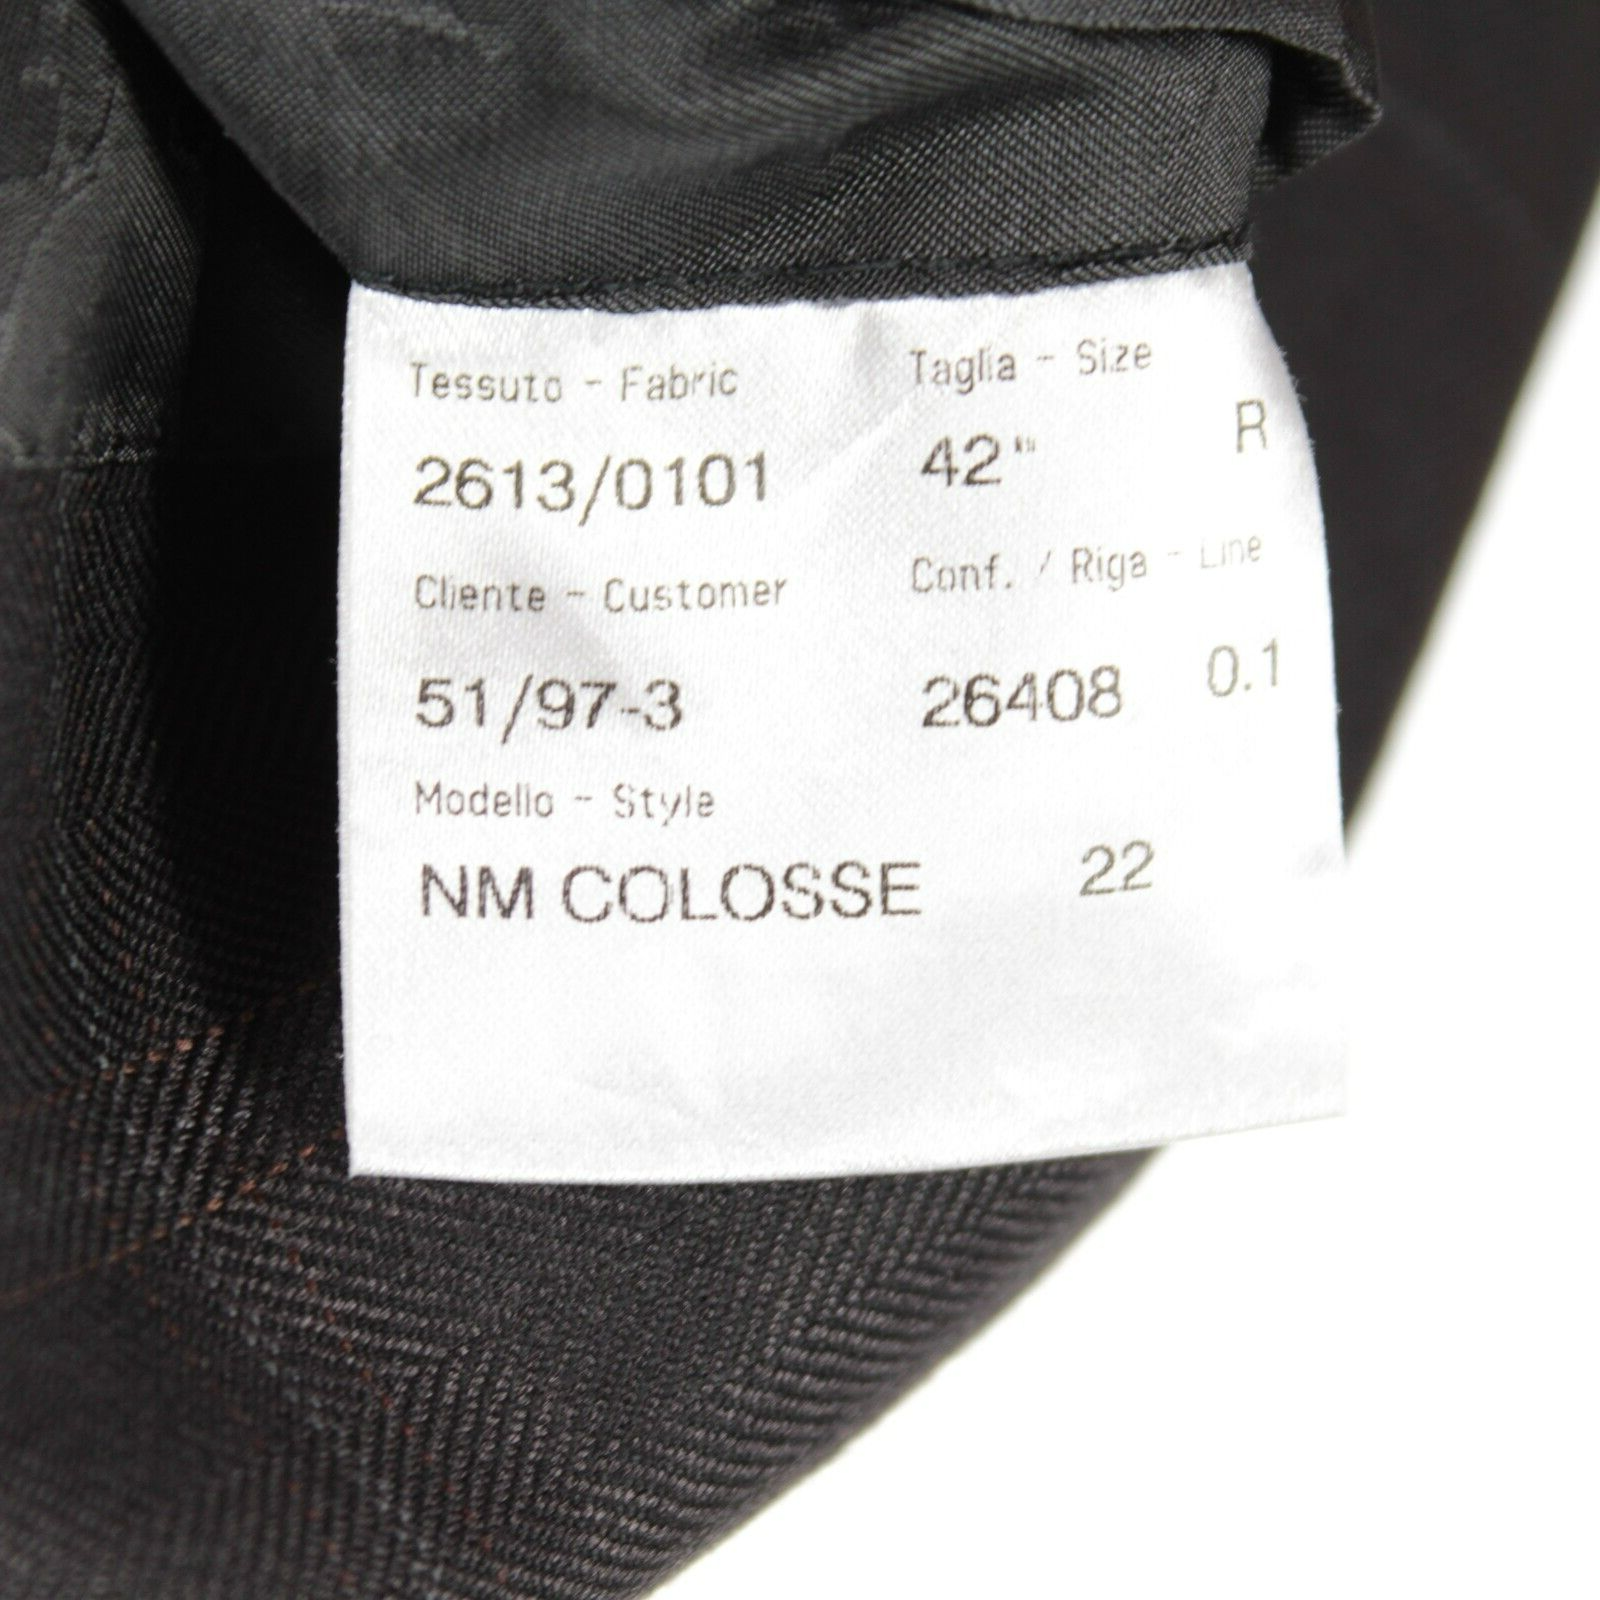 Tessuto - Fabric Taglia - Size
2613/0101 42" R
Cliente - Customer Conf. / Riga - Line
51/97-3 26408 0.1
Modello - Style
NM COLOSSE 22